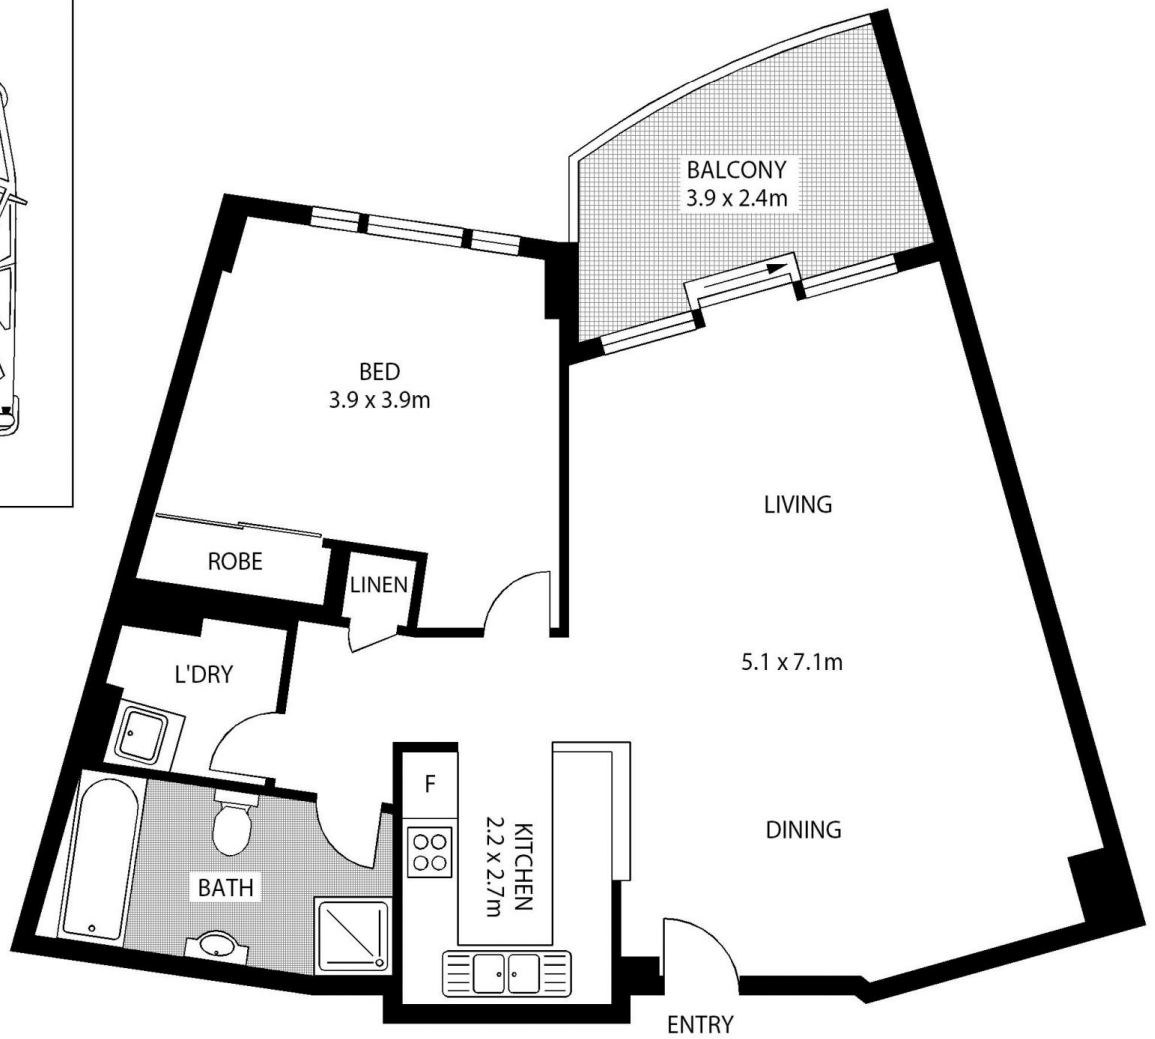 BALCONY
3.9 x 2.4m
BED
3.9 x 3.9m
LIVING
ROBE
LINEN
5.1 x 7.1m
L'DRY
F
DINING
KITCHEN
2.2 x 2.7m
BATH
ENTRY